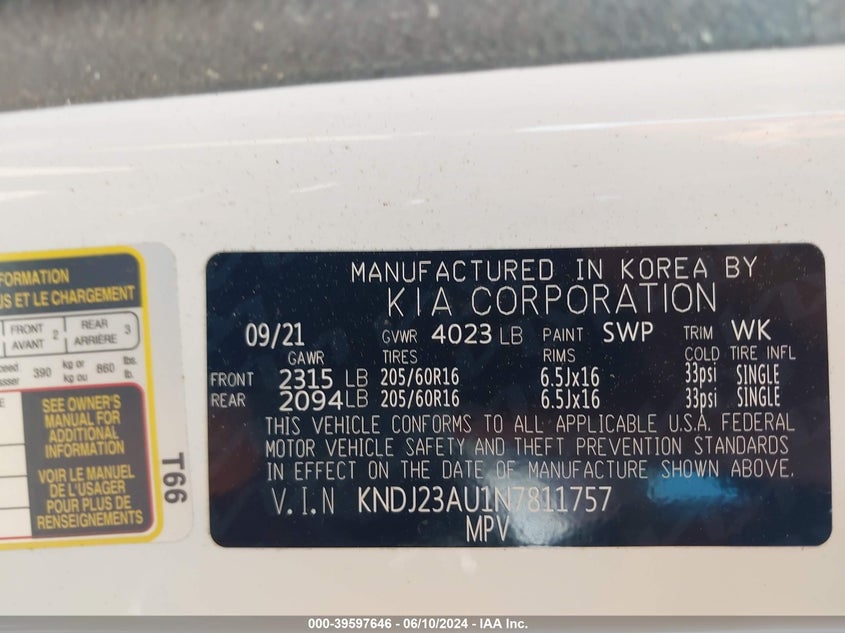 FORMATION
US ET LE CHARGEMENT
FRONT 2 REAR 3
AVANT ARRIÈRE
kg or lbs.
390 860
kg ou lb.
SEE OWNER'S
MANUAL FOR
ADDITIONAL
INFORMATION
VOIR LE MANUEL
DE L'USAGER
POUR PLUS DE
RENSEIGNEMENTS
T66
MANUFACTURED IN KOREA BY
KIA CORPORATION
09/21 GVWR 4023 LB PAINT SWP TRIM WK
GAWR TIRES RIMS COLD TIRE INFL
FRONT 2315 LB 205/60R16 6.5Jx16 33psi SINGLE
REAR 2094 LB 205/60R16 6.5Jx16 33psi SINGLE
THIS VEHICLE CONFORMS TO ALL APPLICABLE U.S.A. FEDERAL
MOTOR VEHICLE SAFETY AND THEFT PREVENTION STANDARDS
IN EFFECT ON THE DATE OF MANUFACTURE SHOWN ABOVE.
V.I.N KNDJ23AU1N7811757
MPV
000-39597646 - 06/10/2024 - IAA Inc.